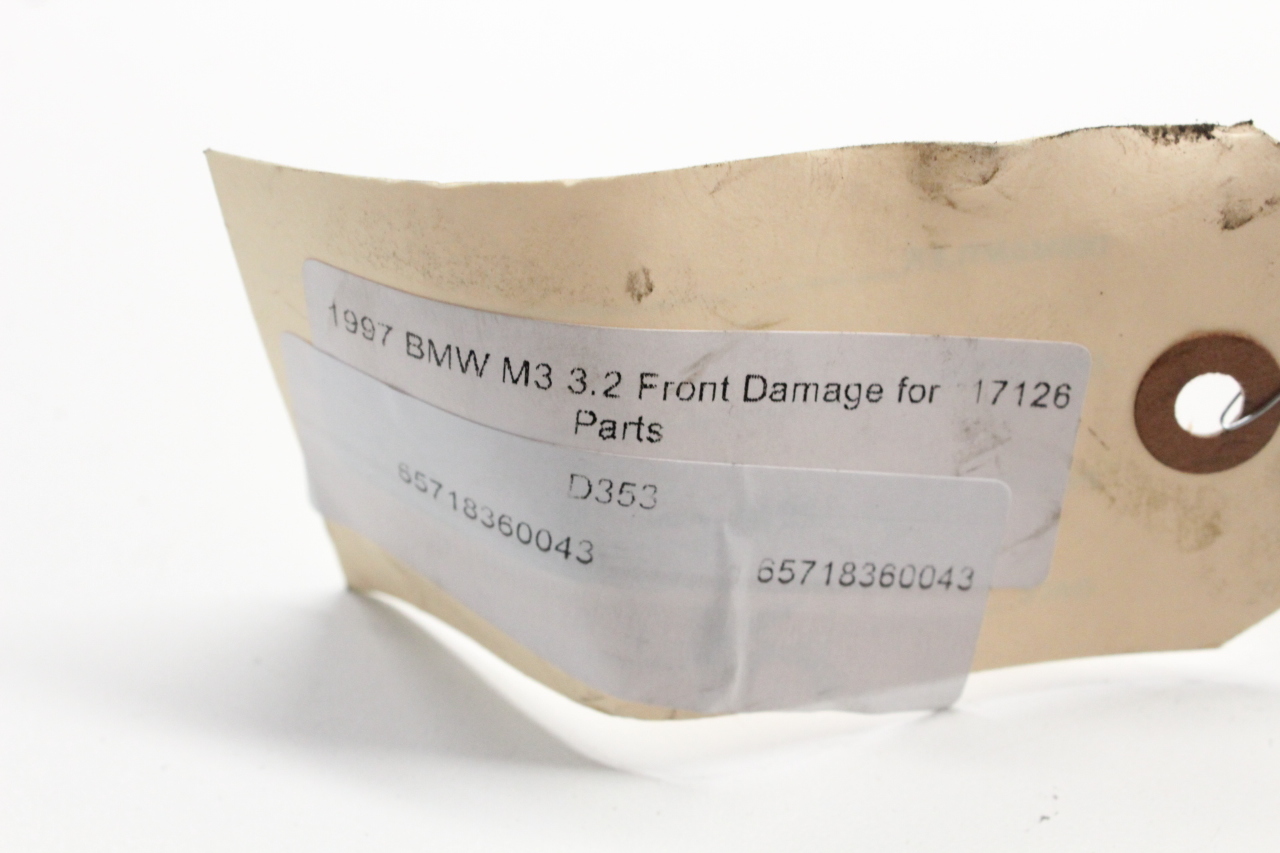 1997 BMW M3 3.2 Front Damage for 17126
Parts
D353
65718360043 65718360043